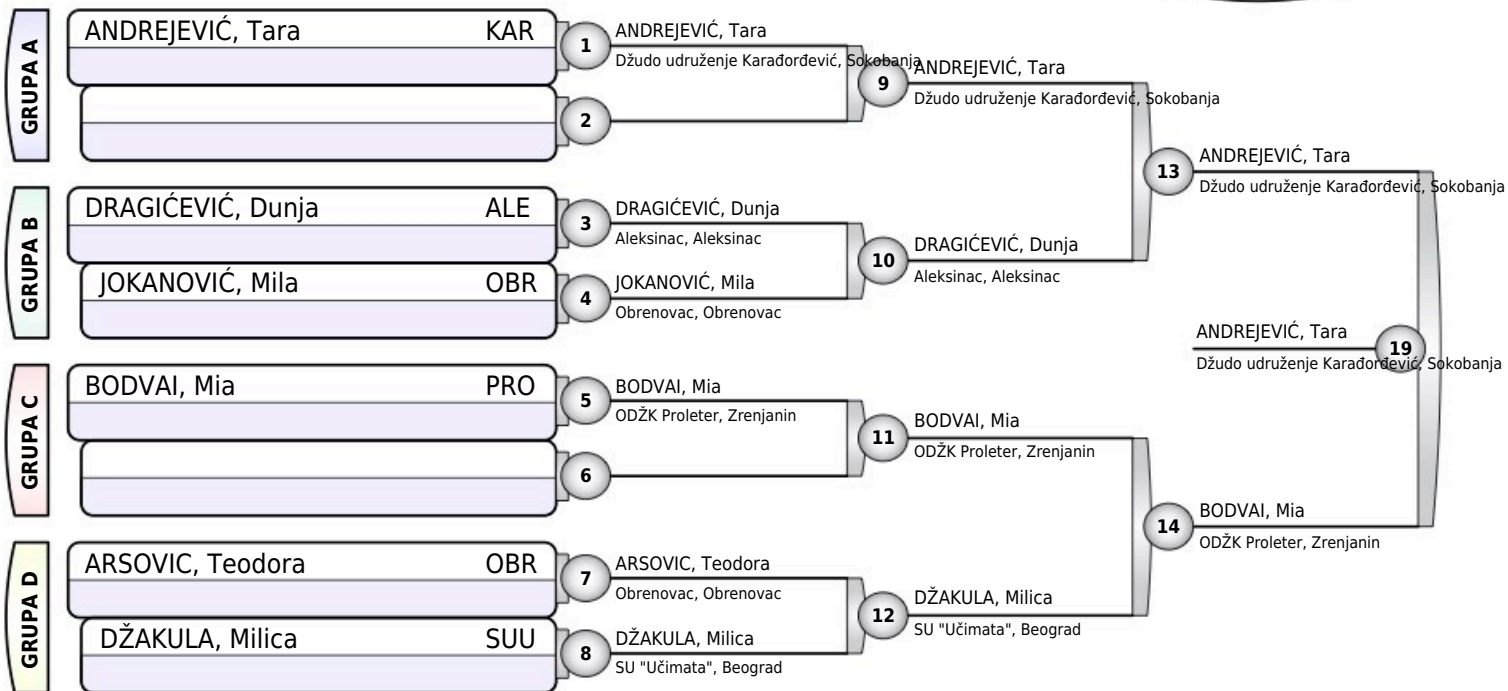 GRUPA A
ANDREJEVIĆ, Tara KAR
1
ANDREJEVIĆ, Tara
Džudo udruženje Karađorđević, Sokobanja
2
9
ANDREJEVIĆ, Tara
Džudo udruženje Karađorđević, Sokobanja
GRUPA B
DRAGIĆEVIĆ, Dunja ALE
3
DRAGIĆEVIĆ, Dunja
Aleksinac, Aleksinac
JOKANOVIĆ, Mila OBR
4
JOKANOVIĆ, Mila
Obrenovac, Obrenovac
10
DRAGIĆEVIĆ, Dunja
Aleksinac, Aleksinac
13
ANDREJEVIĆ, Tara
Džudo udruženje Karađorđević, Sokobanja
GRUPA C
BODVAI, Mia PRO
5
BODVAI, Mia
ODŽK Proleter, Zrenjanin
6
11
BODVAI, Mia
ODŽK Proleter, Zrenjanin
GRUPA D
ARSOVIC, Teodora OBR
7
ARSOVIC, Teodora
Obrenovac, Obrenovac
DŽAKULA, Milica SUU
8
DŽAKULA, Milica
SU "Učimata", Beograd
12
DŽAKULA, Milica
SU "Učimata", Beograd
14
BODVAI, Mia
ODŽK Proleter, Zrenjanin
ANDREJEVIĆ, Tara
19
Džudo udruženje Karađorđević, Sokobanja